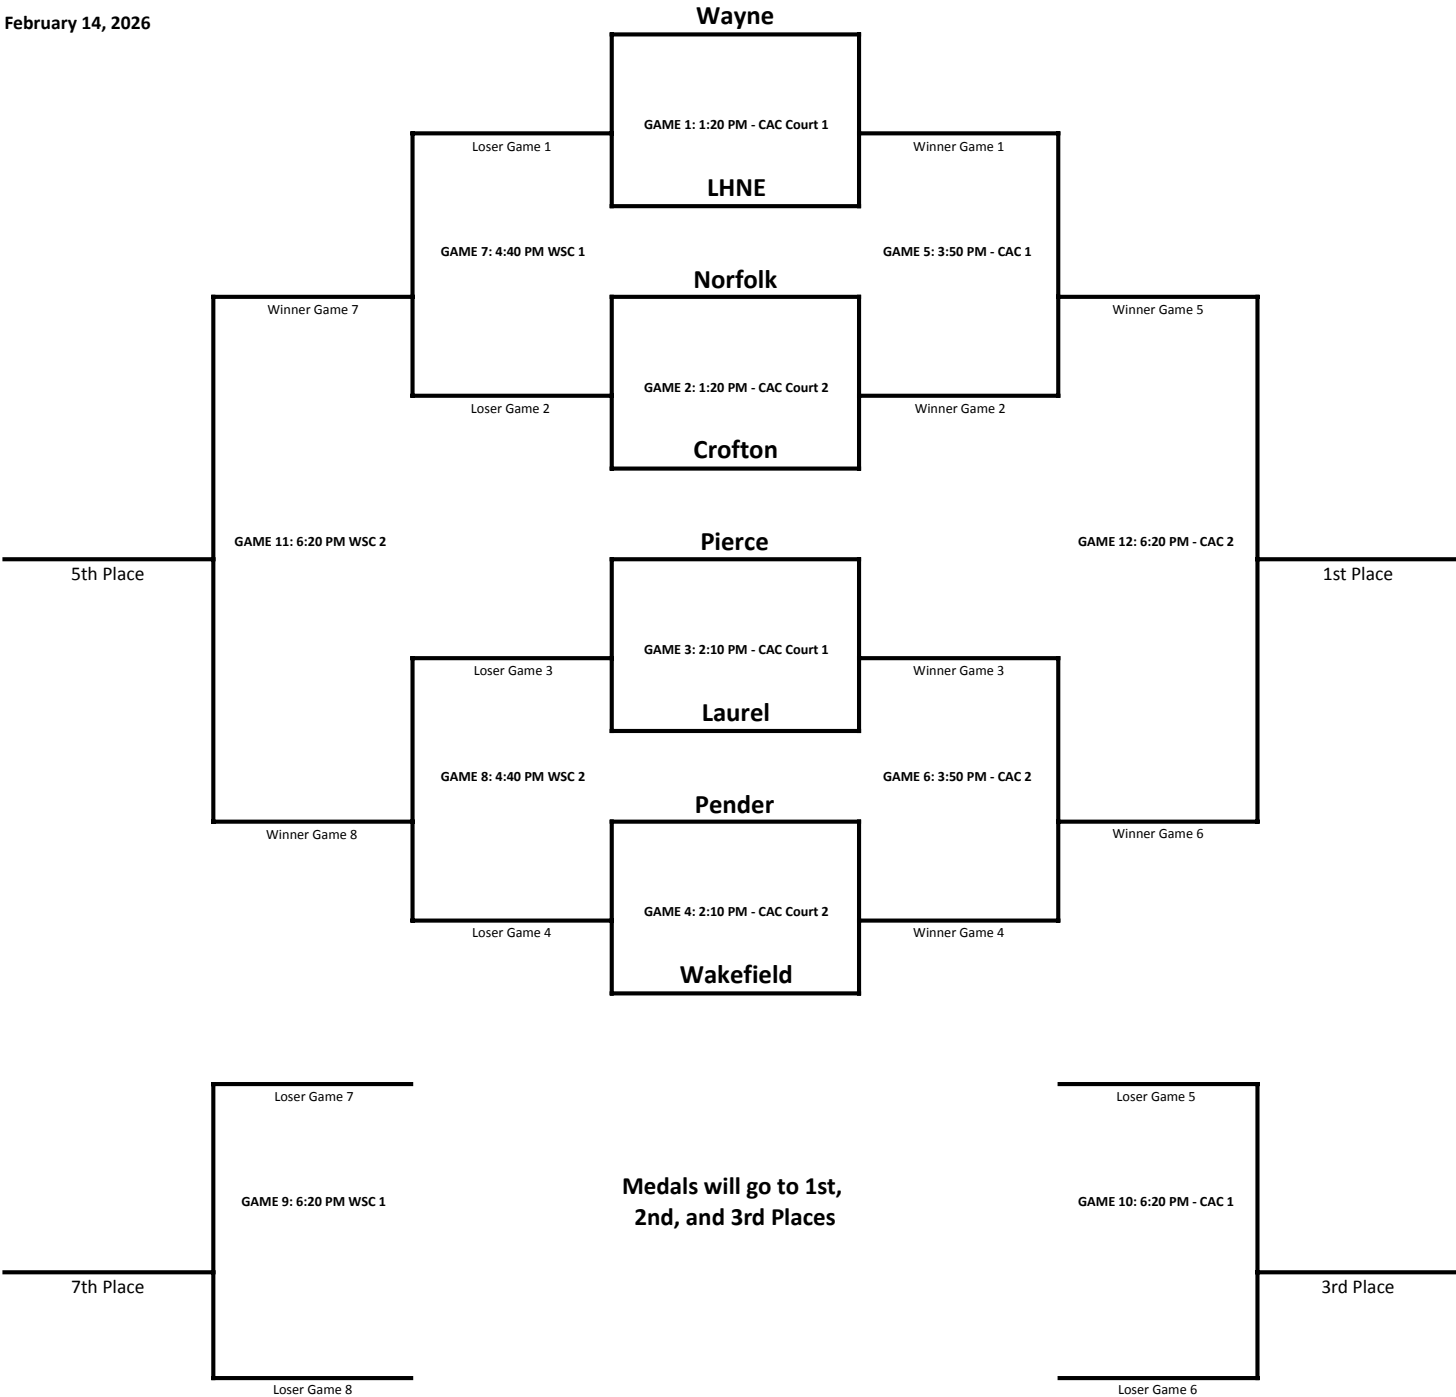 Wayne
February 14, 2026
GAME 1: 1:20 PM - CAC Court 1
Loser Game 1
Winner Game 1
LHNE
GAME 7: 4:40 PM WSC 1
GAME 5: 3:50 PM - CAC 1
Norfolk
Winner Game 7
Winner Game 5
GAME 2: 1:20 PM - CAC Court 2
Loser Game 2
Winner Game 2
Crofton
GAME 11: 6:20 PM WSC 2
Pierce
GAME 12: 6:20 PM - CAC 2
5th Place
1st Place
GAME 3: 2:10 PM - CAC Court 1
Loser Game 3
Winner Game 3
Laurel
GAME 8: 4:40 PM WSC 2
GAME 6: 3:50 PM - CAC 2
Pender
Winner Game 8
Winner Game 6
GAME 4: 2:10 PM - CAC Court 2
Loser Game 4
Winner Game 4
Wakefield
Loser Game 7
Loser Game 5
Medals will go to 1st,
2nd, and 3rd Places
GAME 9: 6:20 PM WSC 1
GAME 10: 6:20 PM - CAC 1
7th Place
3rd Place
Loser Game 8
Loser Game 6